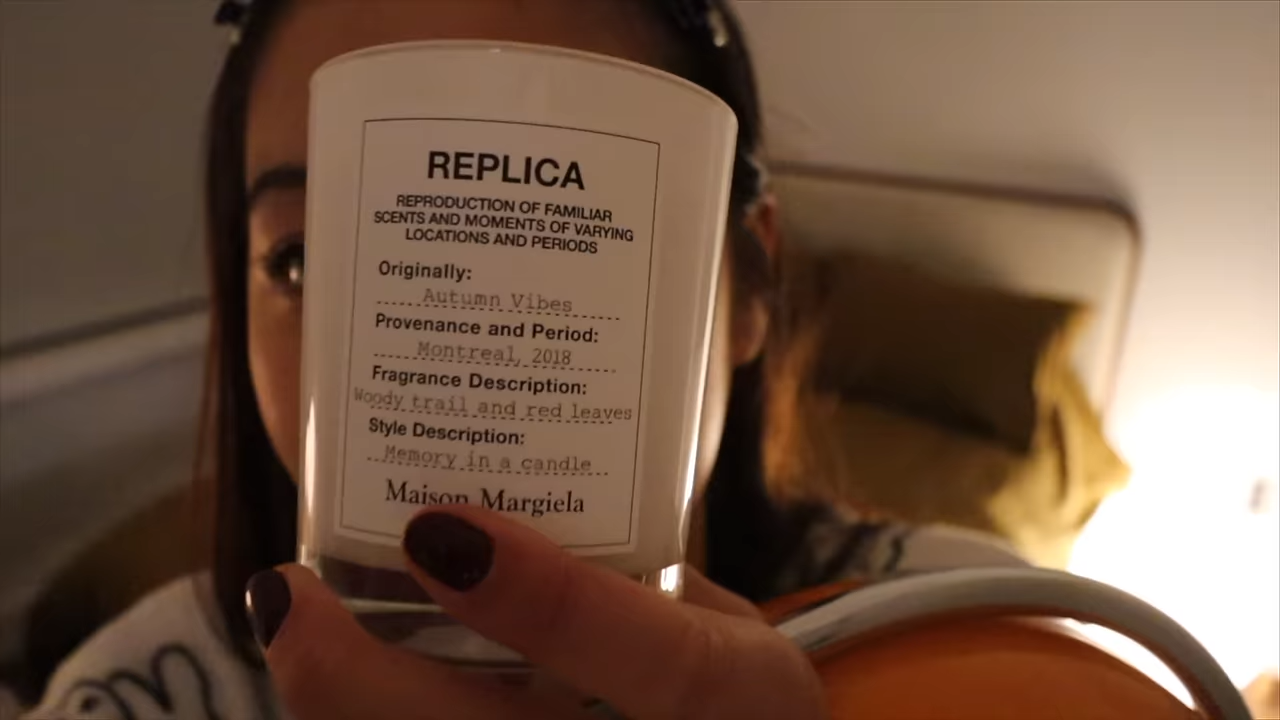 REPLICA
REPRODUCTION OF FAMILIAR
SCENTS AND MOMENTS OF VARYING
LOCATIONS AND PERIODS
Originally:
Autumn Vibes
Provenance and Period:
Montreal, 2018
Fragrance Description:
Woody trail and red leaves
Style Description:
Memory in a candle
Maison Margiela